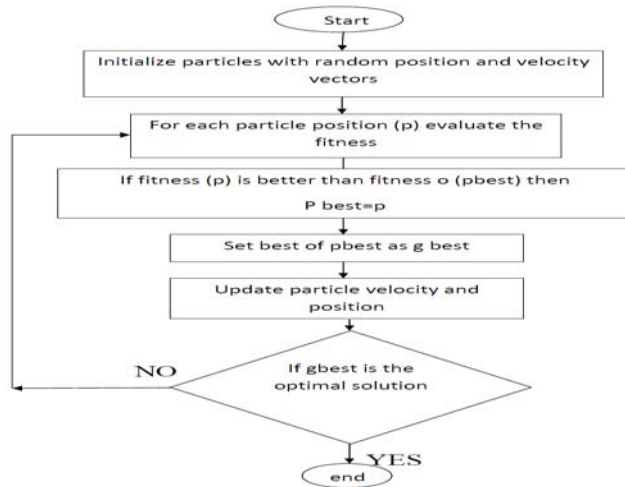 Start
Initialize particles with random position and velocity
vectors
For each particle position (p) evaluate the
fitness
If fitness (p) is better than fitness o (pbest) then
P best=p
Set best of pbest as g best
Update particle velocity and
position
If gbest is the
optimal solution
NO
YES
end